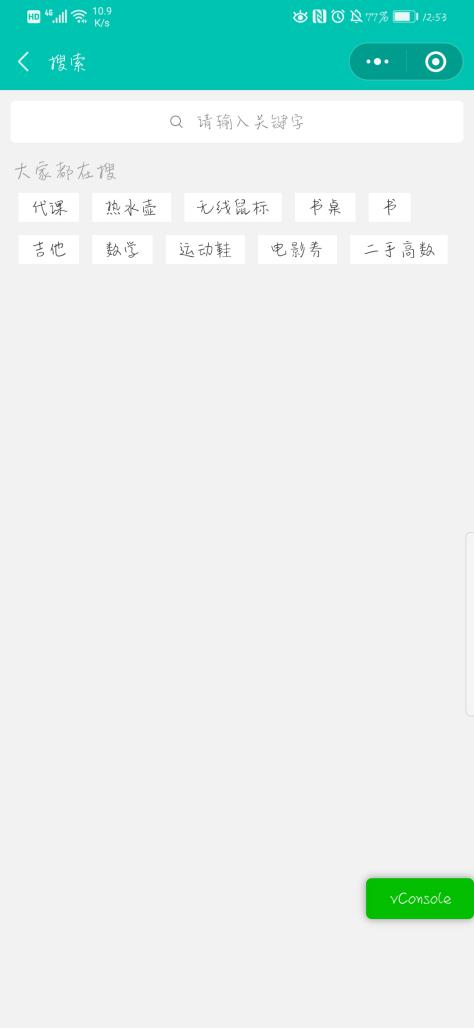 HD 4G 10.9 K/s 77% 12:53
搜索
请输入关键字
大家都在搜
代课 热水壶 无线鼠标 书桌 书
吉他 数学 运动鞋 电影券 二手高数
vConsole